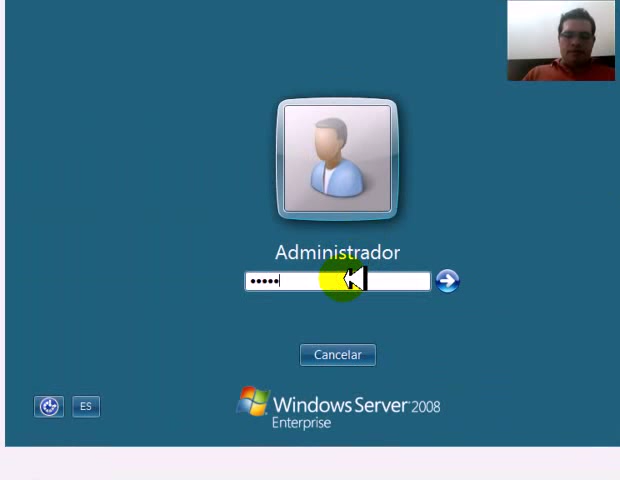 Administrador
•••••
Cancelar
ES
Windows Server 2008
Enterprise